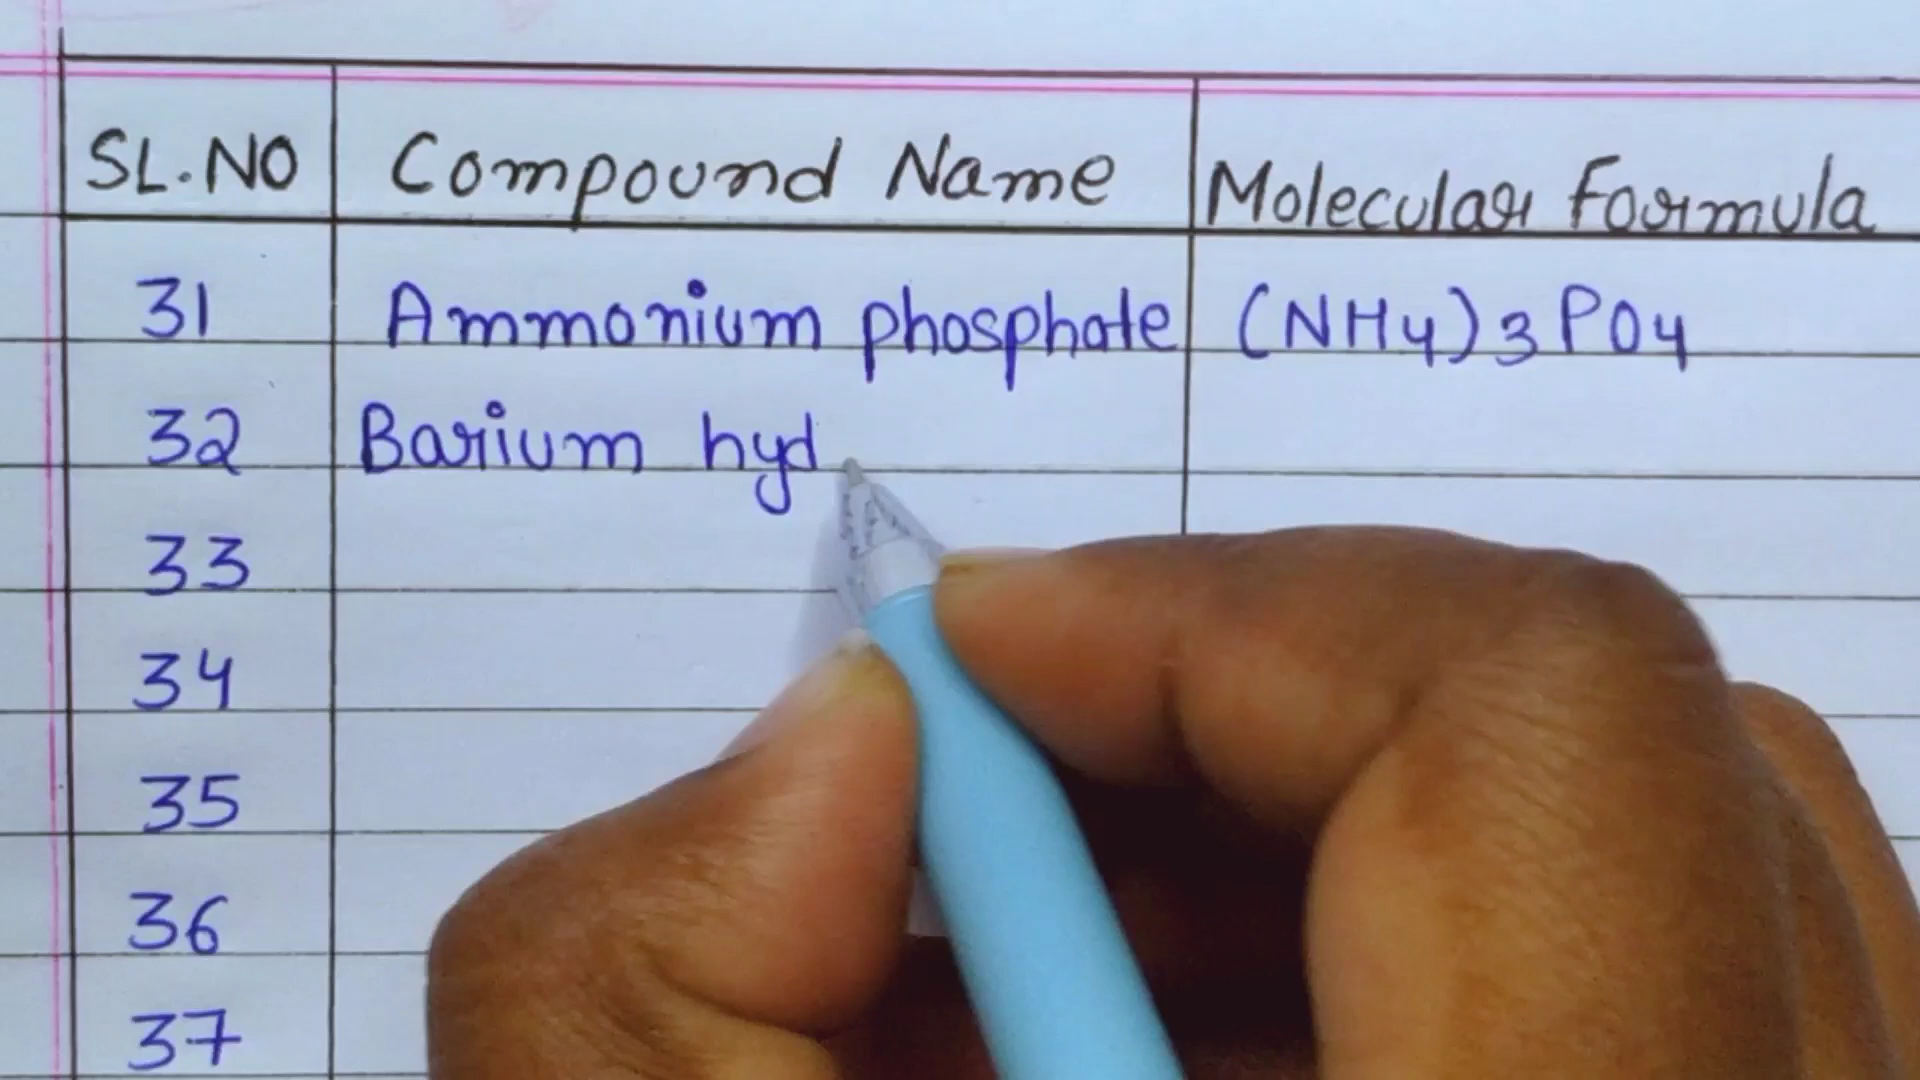 SL.NO Compound Name Molecular Formula
31 Ammonium phosphate (NH4)3PO4
32 Barium hyd
33
34
35
36
37